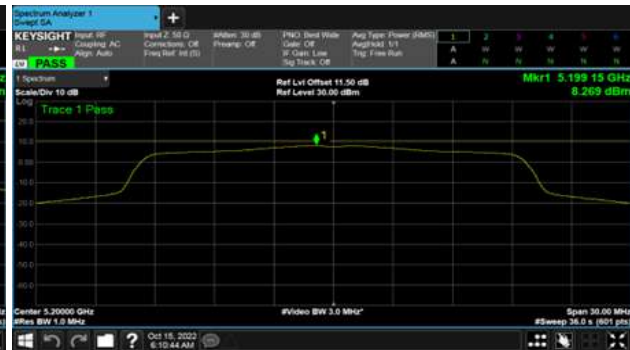 Spectrum Analyzer 1
Swept SA
+
KEYSIGHT
Input: RF
Coupling: AC
Align: Auto
Input Z: 50 Ω
Corrections: Off
Freq Ref: Int (S)
#Atten: 30 dB
Preamp: Off
PNO: Best Wide
Gate: Off
IF Gain: Low
Sig Track: Off
Avg Type: Power (RMS)
Avg|Hold: 1/1
Trig: Free Run
1 2 3 4 5 6
A W W W W W
A N N N N N
RL
LW PASS
1 Spectrum
Scale/Div 10 dB
Ref Lvl Offset 11.50 dB
Ref Level 30.00 dBm
Mkr1 5.199 15 GHz
8.269 dBm
Log
Trace 1 Pass
20.0
10.0
0.00
-10.0
-20.0
-30.0
-40.0
-50.0
-60.0
1
Center 5.20000 GHz
#Res BW 1.0 MHz
#Video BW 3.0 MHz*
Span 30.00 MHz
#Sweep 36.0 s (601 pts)
?
Oct 15, 2022
6:10:44 AM